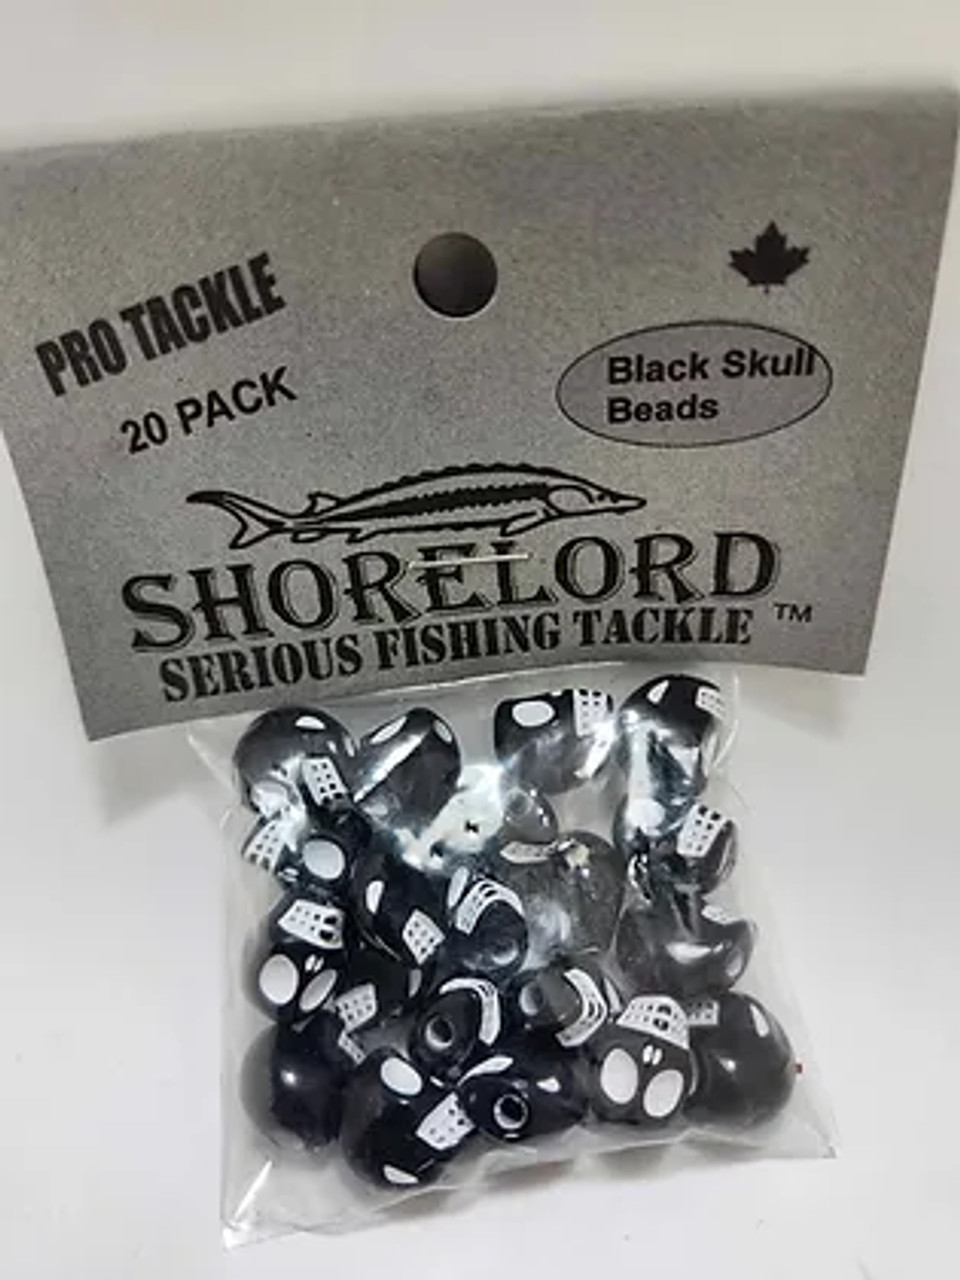 PRO TACKLE
20 PACK
Black Skull
Beads
SHORELORD
SERIOUS FISHING TACKLE ™